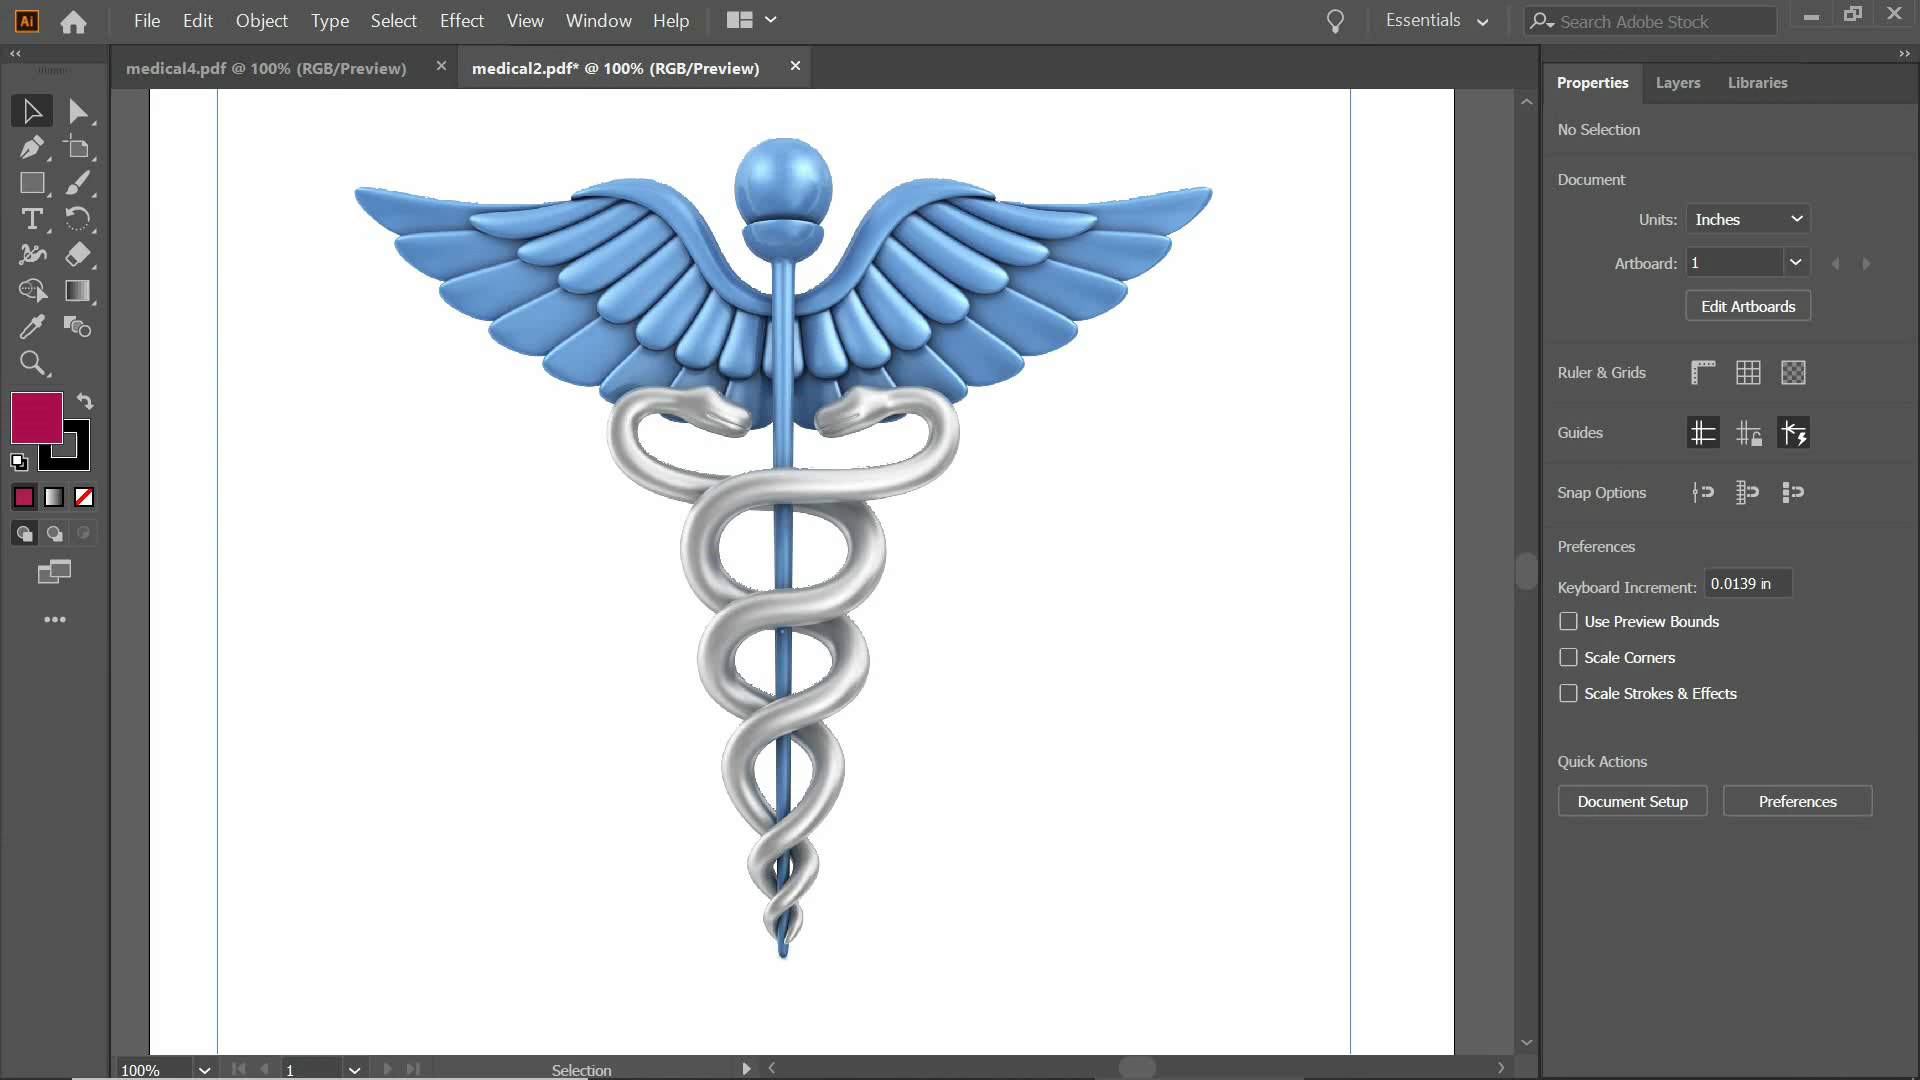 Ai File Edit Object Type Select Effect View Window Help Essentials Search Adobe Stock
medical4.pdf @ 100% (RGB/Preview) medical2.pdf* @ 100% (RGB/Preview)
Properties Layers Libraries
No Selection
Document
Units: Inches
Artboard: 1
Edit Artboards
Ruler & Grids
Guides
Snap Options
Preferences
Keyboard Increment: 0.0139 in
Use Preview Bounds
Scale Corners
Scale Strokes & Effects
Quick Actions
Document Setup Preferences
100% 1 Selection